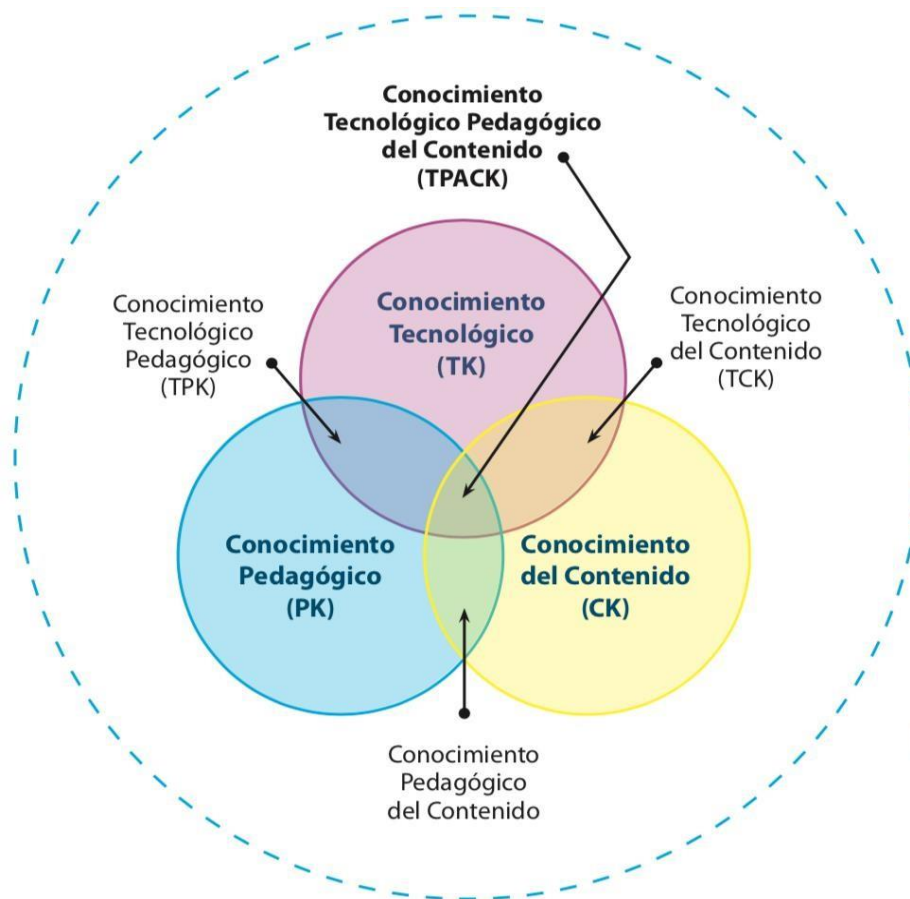 Conocimiento
Tecnológico Pedagógico
del Contenido
(TPACK)
Conocimiento
Tecnológico
Pedagógico
(TPK)
Conocimiento
Tecnológico
(TK)
Conocimiento
Tecnológico
del Contenido
(TCK)
Conocimiento
Pedagógico
(PK)
Conocimiento
del Contenido
(CK)
Conocimiento
Pedagógico
del Contenido